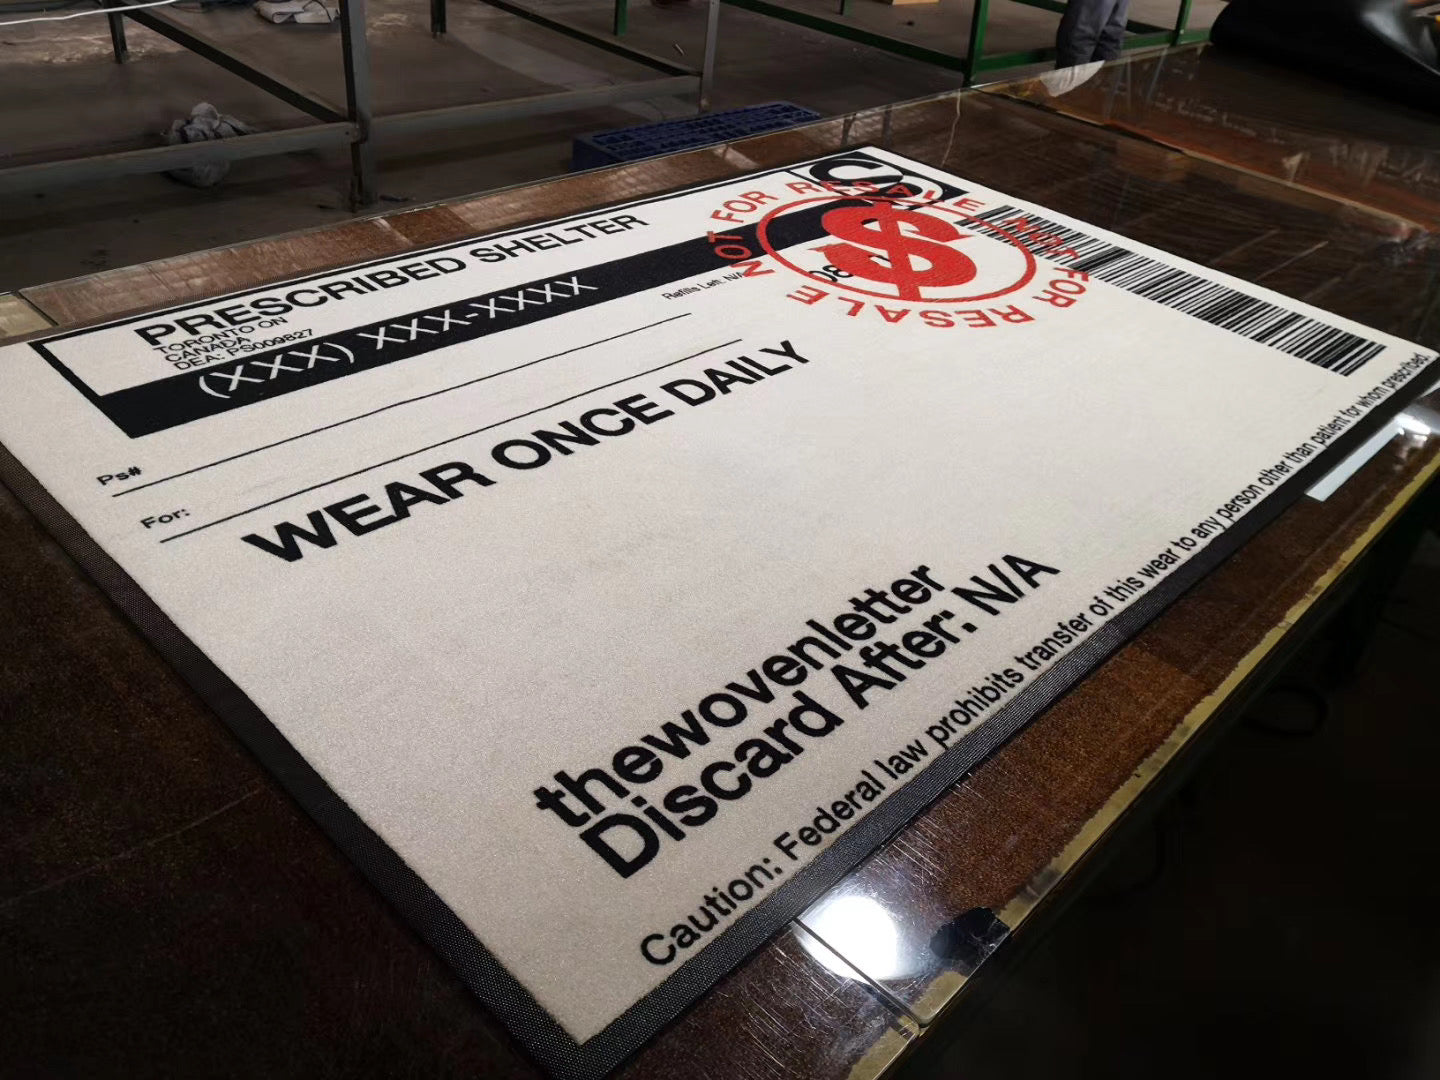 PRESCRIBED SHELTER
TORONTO ON
CANADA
DEA: PS009827
(XXX) XXX-XXXX
Refills Left: N/A
NOT FOR RESALE NOT FOR RESALE
Ps#
For:
WEAR ONCE DAILY
thewovenletter
Discard After: N/A
Caution: Federal law prohibits transfer of this wear to any person other than patient for whom prescribed.